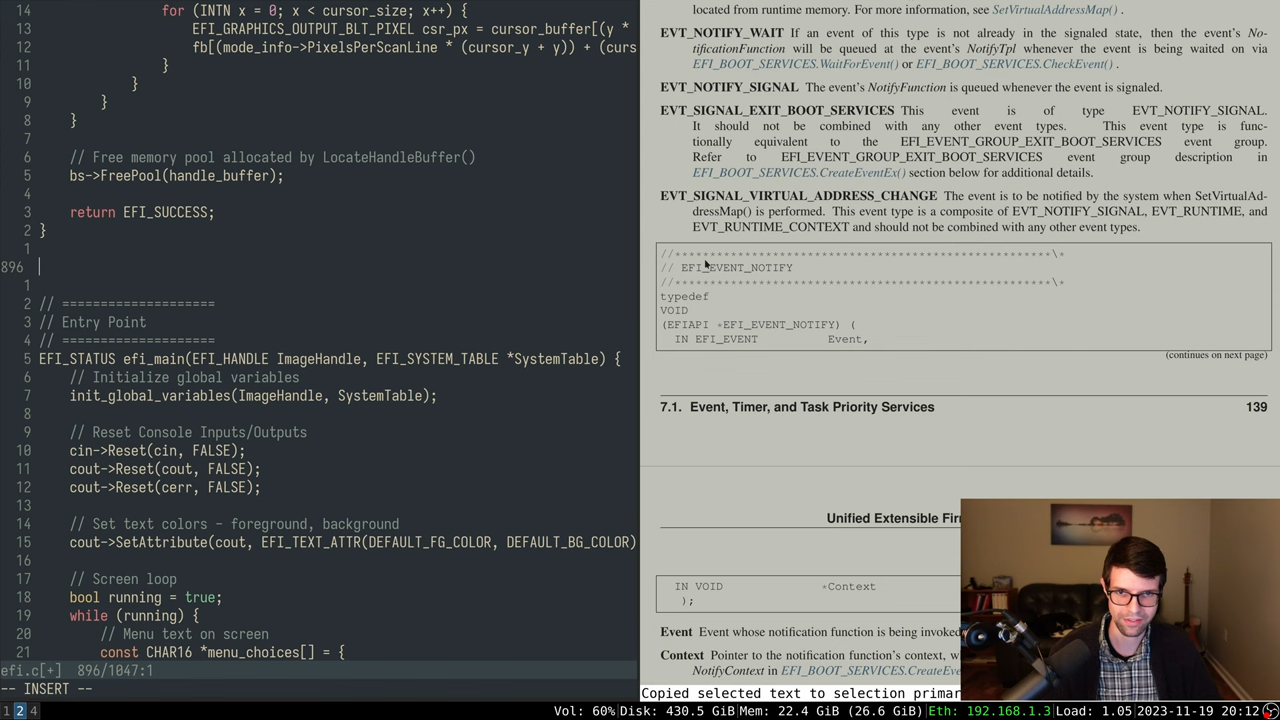 14 for (INTN x = 0; x < cursor_size; x++) {
13 EFI_GRAPHICS_OUTPUT_BLT_PIXEL csr_px = cursor_buffer[(y *
12 fb[(mode_info->PixelsPerScanLine * (cursor_y + y)) + (curs
11 }
10 }
9 }
8 }
7
6 // Free memory pool allocated by LocateHandleBuffer()
5 bs->FreePool(handle_buffer);
4
3 return EFI_SUCCESS;
2 }
1
896
1
2 // ====================
3 // Entry Point
4 // ====================
5 EFI_STATUS efi_main(EFI_HANDLE ImageHandle, EFI_SYSTEM_TABLE *SystemTable) {
6 // Initialize global variables
7 init_global_variables(ImageHandle, SystemTable);
8
9 // Reset Console Inputs/Outputs
10 cin->Reset(cin, FALSE);
11 cout->Reset(cout, FALSE);
12 cout->Reset(cerr, FALSE);
13
14 // Set text colors - foreground, background
15 cout->SetAttribute(cout, EFI_TEXT_ATTR(DEFAULT_FG_COLOR, DEFAULT_BG_COLOR)
16
17 // Screen loop
18 bool running = true;
19 while (running) {
20 // Menu text on screen
21 const CHAR16 *menu_choices[] = {
efi.c[+] 896/1047:1
-- INSERT --
located from runtime memory. For more information, see SetVirtualAddressMap() .
EVT_NOTIFY_WAIT If an event of this type is not already in the signaled state, then the event's No-
tificationFunction will be queued at the event's NotifyTpl whenever the event is being waited on via
EFI_BOOT_SERVICES.WaitForEvent() or EFI_BOOT_SERVICES.CheckEvent() .
EVT_NOTIFY_SIGNAL The event's NotifyFunction is queued whenever the event is signaled.
EVT_SIGNAL_EXIT_BOOT_SERVICES This event is of type EVT_NOTIFY_SIGNAL.
It should not be combined with any other event types. This event type is func-
tionally equivalent to the EFI_EVENT_GROUP_EXIT_BOOT_SERVICES event group.
Refer to EFI_EVENT_GROUP_EXIT_BOOT_SERVICES event group description in
EFI_BOOT_SERVICES.CreateEventEx() section below for additional details.
EVT_SIGNAL_VIRTUAL_ADDRESS_CHANGE The event is to be notified by the system when SetVirtualAd-
dressMap() is performed. This event type is a composite of EVT_NOTIFY_SIGNAL, EVT_RUNTIME, and
EVT_RUNTIME_CONTEXT and should not be combined with any other event types.
//*******************************************************\*
// EFI_EVENT_NOTIFY
//*******************************************************\*
typedef
VOID
(EFIAPI *EFI_EVENT_NOTIFY) (
IN EFI_EVENT Event,
(continues on next page)
7.1. Event, Timer, and Task Priority Services 139
Unified Extensible Fir
IN VOID *Context
);
Event Event whose notification function is being invoked
Context Pointer to the notification function's context, w
NotifyContext in EFI_BOOT_SERVICES.CreateEve
Copied selected text to selection primar
1 2 4 Vol: 60% Disk: 430.5 GiB Mem: 22.4 GiB (26.6 GiB) Eth: 192.168.1.3 Load: 1.05 2023-11-19 20:12